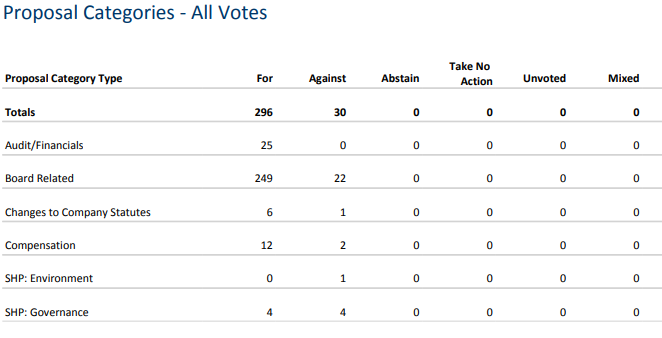 Proposal Categories - All Votes
Proposal Category Type For Against Abstain Take No Action Unvoted Mixed
Totals 296 30 0 0 0 0
Audit/Financials 25 0 0 0 0 0
Board Related 249 22 0 0 0 0
Changes to Company Statutes 6 1 0 0 0 0
Compensation 12 2 0 0 0 0
SHP: Environment 0 1 0 0 0 0
SHP: Governance 4 4 0 0 0 0